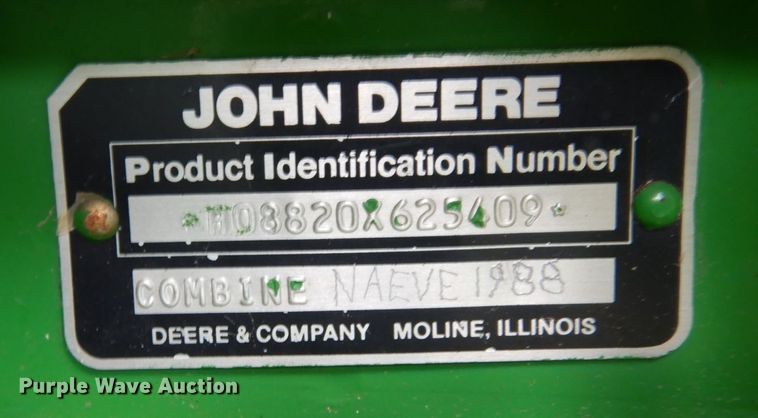 JOHN DEERE
Product Identification Number
*H08820X625409*
COMBINE NAEVE 1988
DEERE & COMPANY MOLINE, ILLINOIS
Purple Wave Auction